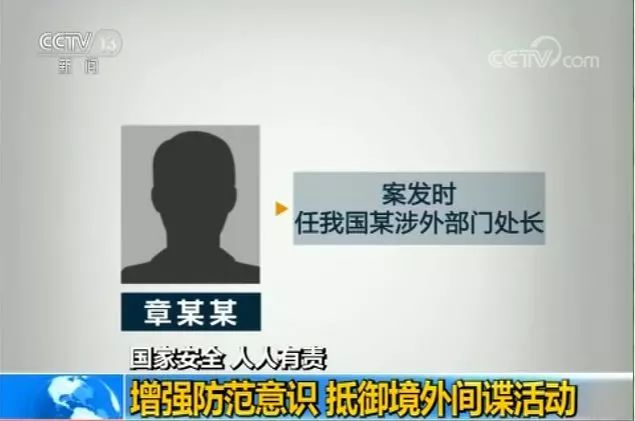 CCTV 13
新闻
CCTV.com
案发时
任我国某涉外部门处长
章某某
国家安全 人人有责
增强防范意识 抵御境外间谍活动